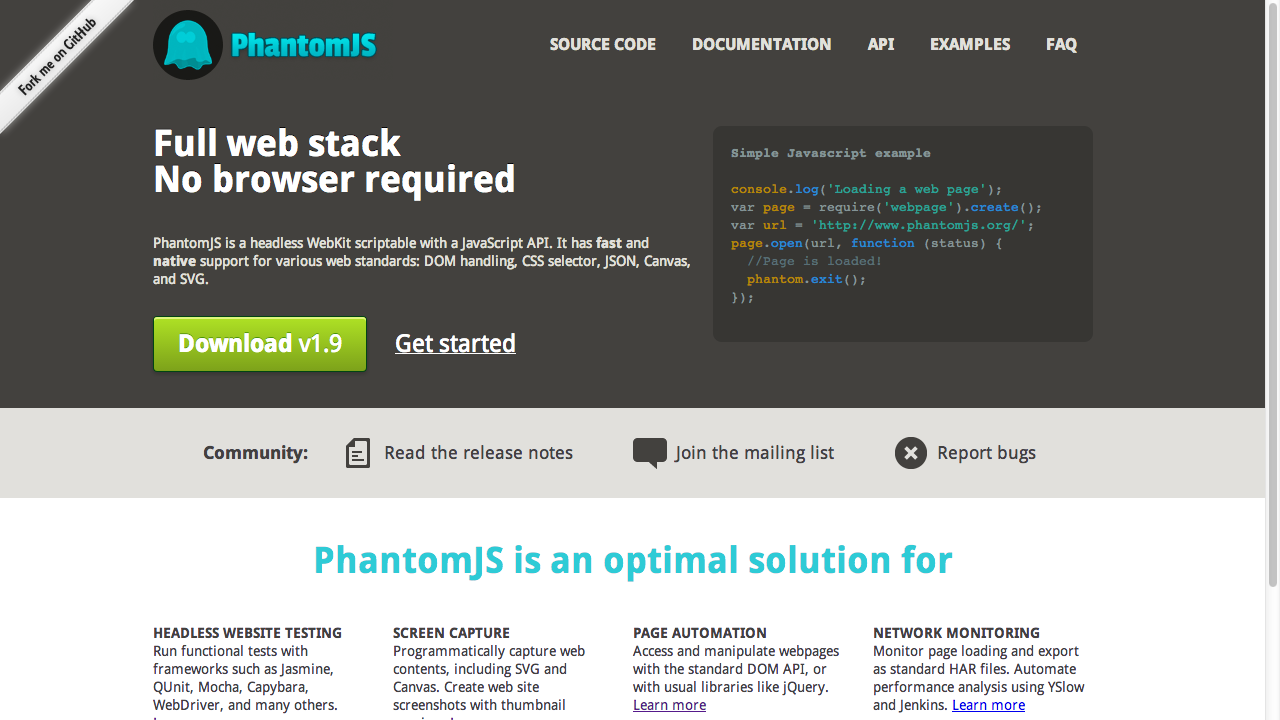 Fork me on GitHub
PhantomJS
SOURCE CODE DOCUMENTATION API EXAMPLES FAQ
Full web stack
No browser required
PhantomJS is a headless WebKit scriptable with a JavaScript API. It has fast and
native support for various web standards: DOM handling, CSS selector, JSON, Canvas,
and SVG.
Download v1.9 Get started
Simple Javascript example
console.log('Loading a web page');
var page = require('webpage').create();
var url = 'http://www.phantomjs.org/';
page.open(url, function (status) {
  //Page is loaded!
  phantom.exit();
});
Community: Read the release notes Join the mailing list Report bugs
PhantomJS is an optimal solution for
HEADLESS WEBSITE TESTING
Run functional tests with
frameworks such as Jasmine,
QUnit, Mocha, Capybara,
WebDriver, and many others.
SCREEN CAPTURE
Programmatically capture web
contents, including SVG and
Canvas. Create web site
screenshots with thumbnail
PAGE AUTOMATION
Access and manipulate webpages
with the standard DOM API, or
with usual libraries like jQuery.
Learn more
NETWORK MONITORING
Monitor page loading and export
as standard HAR files. Automate
performance analysis using YSlow
and Jenkins. Learn more